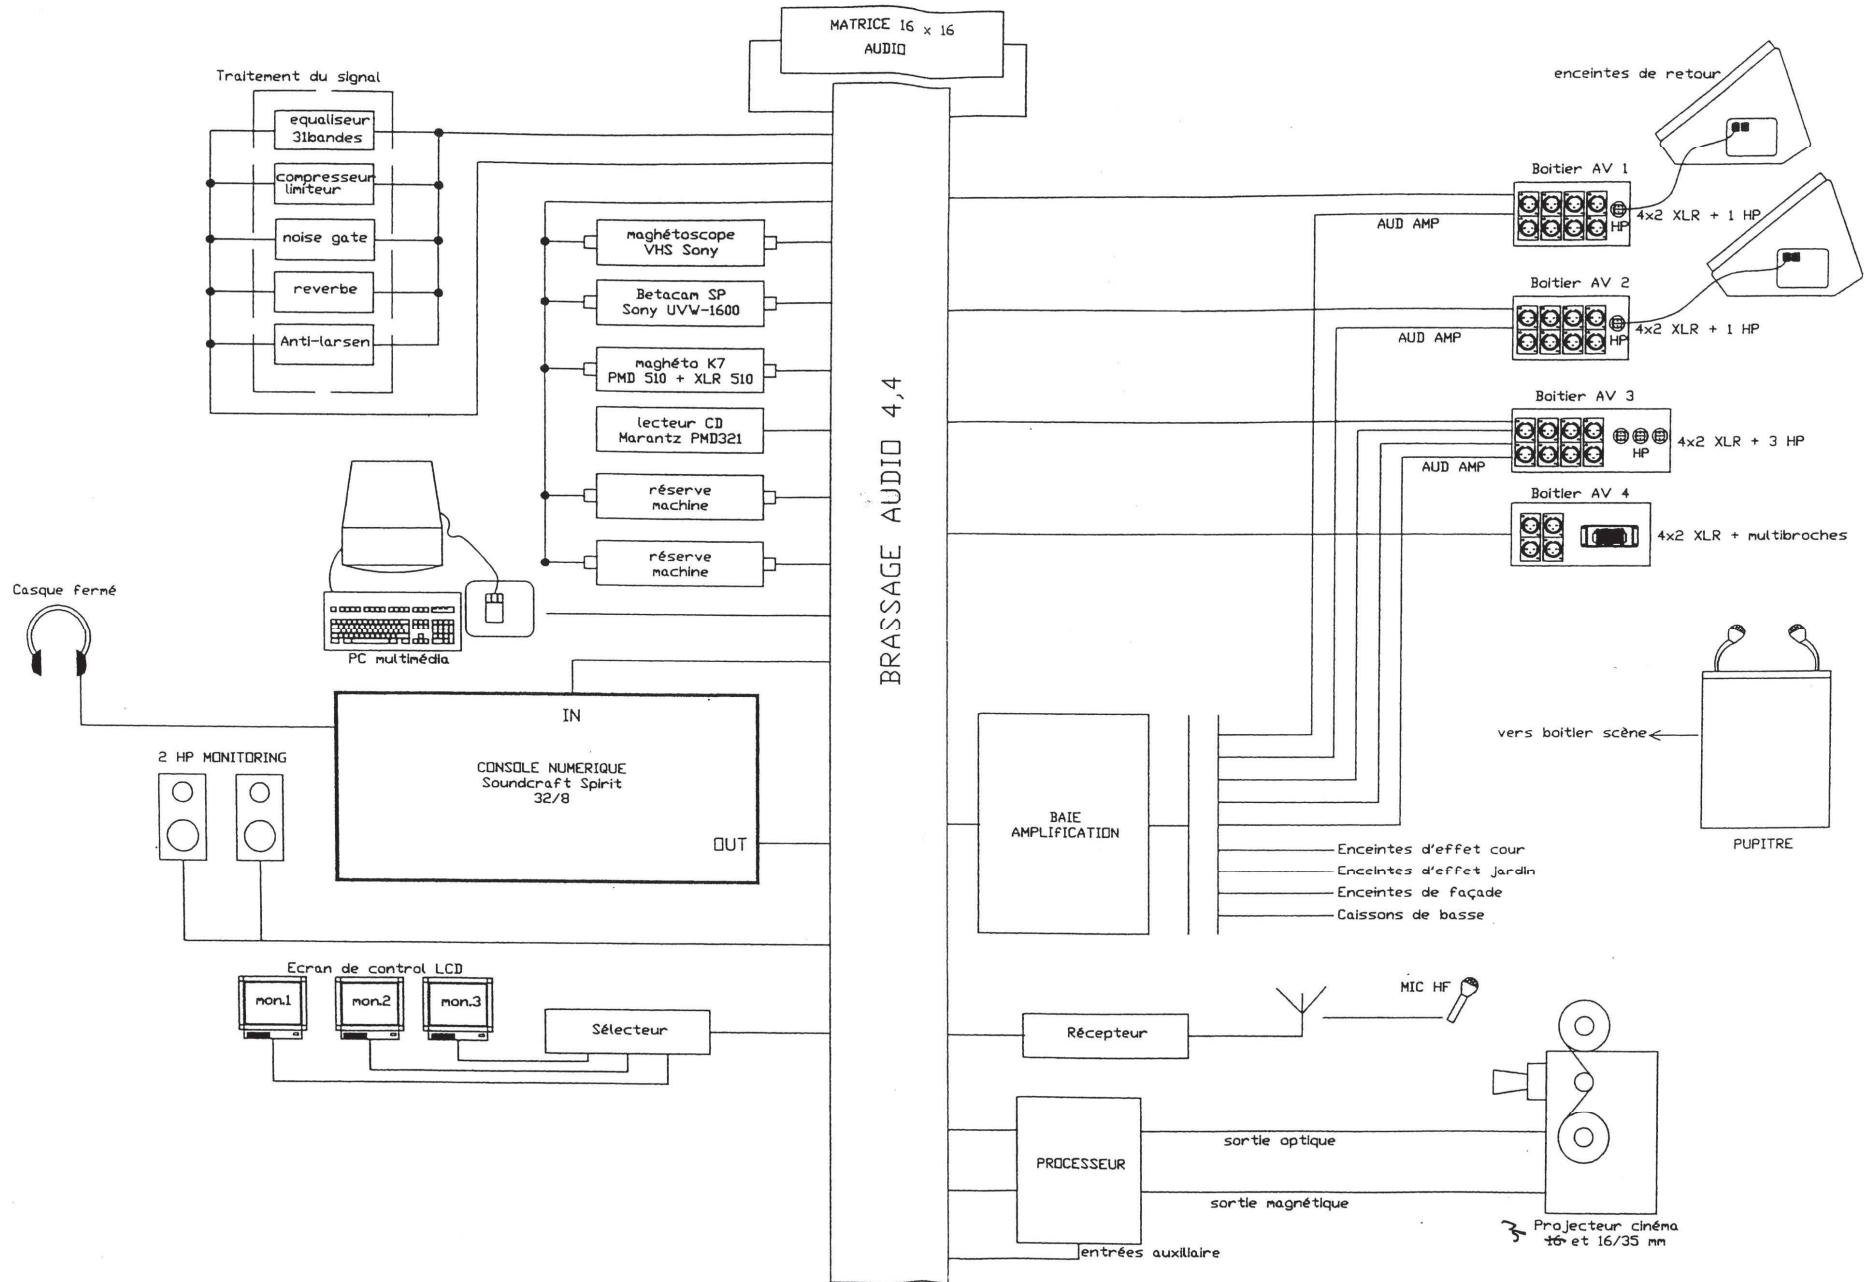 MATRICE 16 x 16
AUDIO
Traitement du signal
equaliseur
31bandes
compresseur
limiteur
noise gate
reverbe
Anti-larsen
maghétoscope
VHS Sony
Betacam SP
Sony UVW-1600
maghéto K7
PMD 510 + XLR 510
lecteur CD
Marantz PMD321
réserve
machine
réserve
machine
PC multimédia
Casque fermé
IN
CONSOLE NUMERIQUE
Soundcraft Spirit
32/8
OUT
2 HP MONITORING
Ecran de control LCD
mon.1
mon.2
mon.3
Sélecteur
BRASSAGE AUDIO 4,4
enceintes de retour
Boitier AV 1
4x2 XLR + 1 HP
HP
AUD AMP
Boitier AV 2
4x2 XLR + 1 HP
HP
AUD AMP
Boitier AV 3
4x2 XLR + 3 HP
HP
AUD AMP
Boitier AV 4
4x2 XLR + multibroches
vers boitier scène
PUPITRE
BAIE
AMPLIFICATION
Enceintes d'effet cour
Enceintes d'effet jardin
Enceintes de façade
Caissons de basse
MIC HF
Récepteur
PROCESSEUR
sortie optique
sortie magnétique
entrées auxiliaire
Projecteur cinéma
16 et 16/35 mm